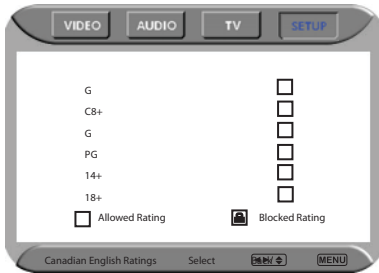 VIDEO AUDIO TV SETUP
G
C8+
G
PG
14+
18+
Allowed Rating Blocked Rating
Canadian English Ratings Select MENU